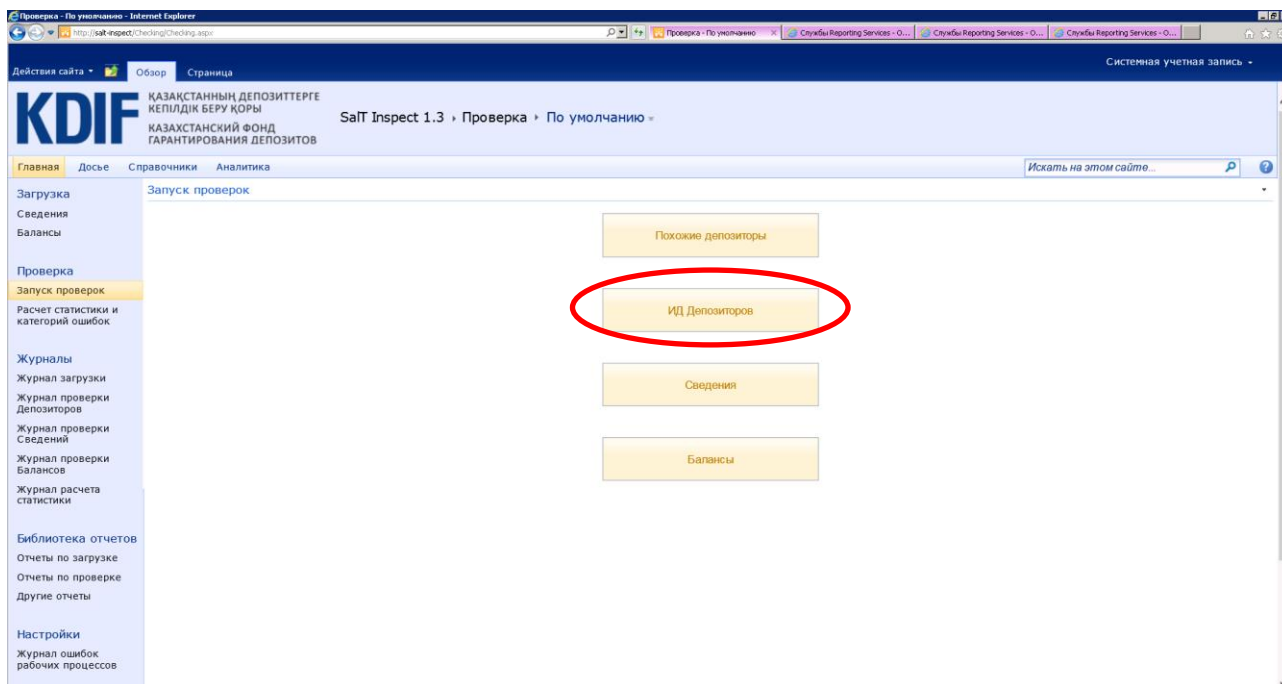 Проверка - По умолчанию - Internet Explorer
http://salt-inspect/Checking/Checking.aspx
Проверка - По умолчанию
Службы Reporting Services - О...
Службы Reporting Services - О...
Службы Reporting Services - О...
Действия сайта
Обзор
Страница
Системная учетная запись
KDIF
ҚАЗАҚСТАННЫҢ ДЕПОЗИТТЕРГЕ
КЕПІЛДІК БЕРУ ҚОРЫ
КАЗАХСТАНСКИЙ ФОНД
ГАРАНТИРОВАНИЯ ДЕПОЗИТОВ
SaIT Inspect 1.3 › Проверка › По умолчанию
Главная
Досье
Справочники
Аналитика
Искать на этом сайте...
Загрузка
Сведения
Балансы
Проверка
Запуск проверок
Расчет статистики и
категорий ошибок
Журналы
Журнал загрузки
Журнал проверки
Депозиторов
Журнал проверки
Сведений
Журнал проверки
Балансов
Журнал расчета
статистики
Библиотека отчетов
Отчеты по загрузке
Отчеты по проверке
Другие отчеты
Настройки
Журнал ошибок
рабочих процессов
Запуск проверок
Похожие депозиторы
ИД Депозиторов
Сведения
Балансы